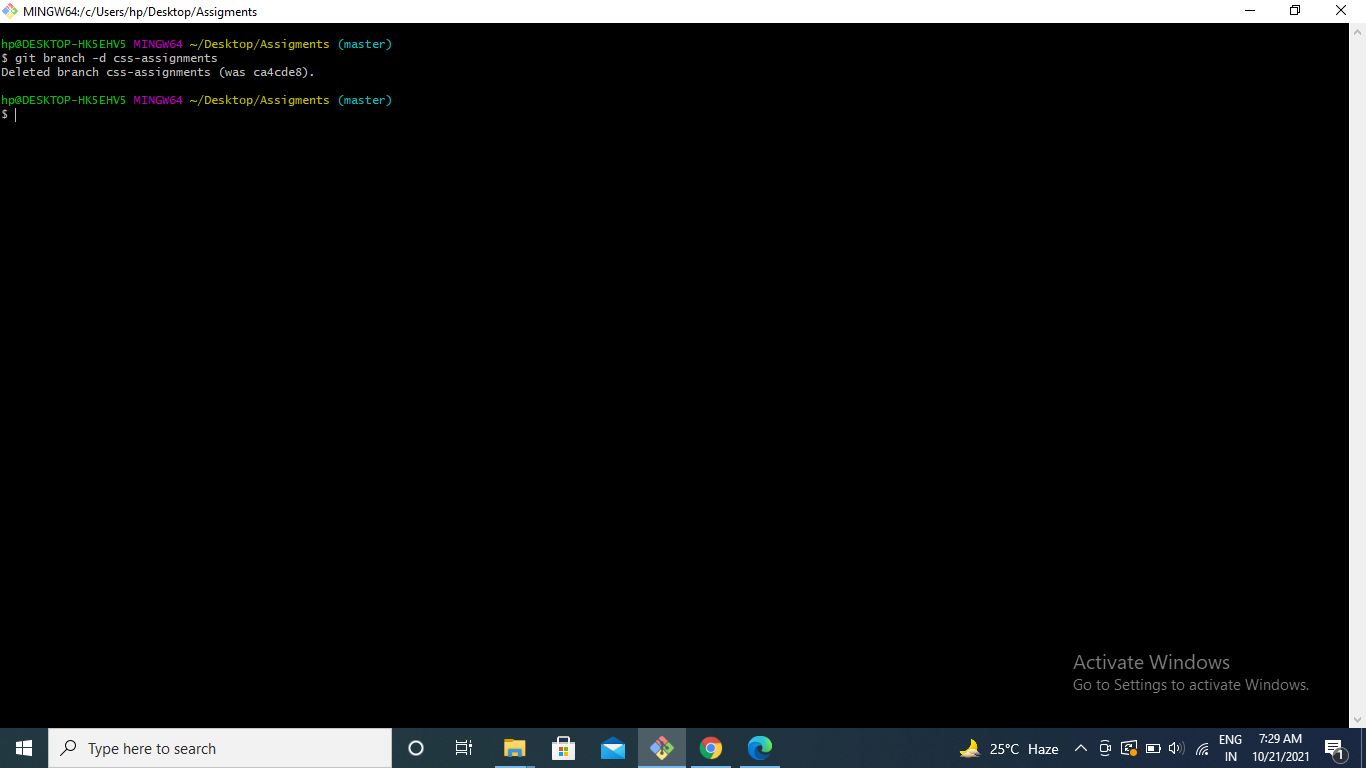 MINGW64:/c/Users/hp/Desktop/Assigments
hp@DESKTOP-HK5EHV5 MINGW64 ~/Desktop/Assigments (master)
$ git branch -d css-assignments
Deleted branch css-assignments (was ca4cde8).
hp@DESKTOP-HK5EHV5 MINGW64 ~/Desktop/Assigments (master)
$
Activate Windows
Go to Settings to activate Windows.
Type here to search
25°C Haze
ENG
IN
7:29 AM
10/21/2021
1